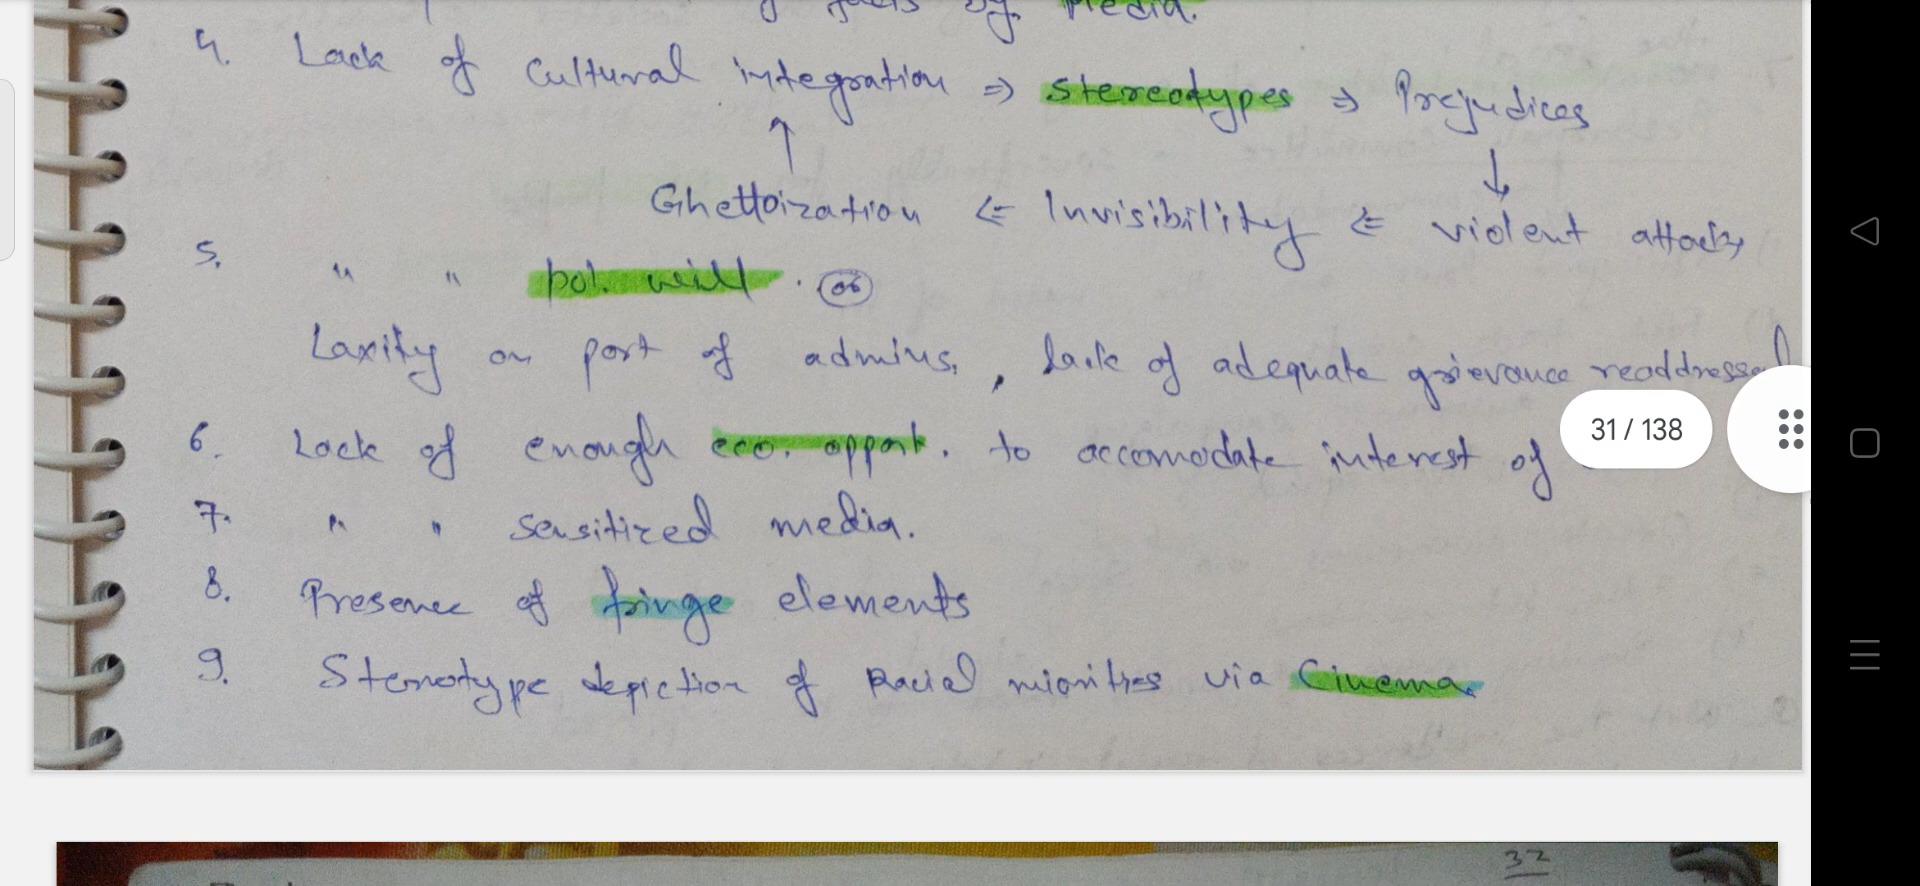 by Media.
4. Lack of Cultural integration ⇒ Stereotypes ⇒ Prejudices
↑ ↓
Ghettoization ⇐ Invisibility ⇐ violent attacks
5. " " pol. will.
Laxity on part of admins, lack of adequate grievance readdressal
6. Lack of enough eco. opport. to accomodate interest of
31 / 138
7. " " sensitized media.
8. Presence of fringe elements
9. Stereotype depiction of Racial via Cinema.
32